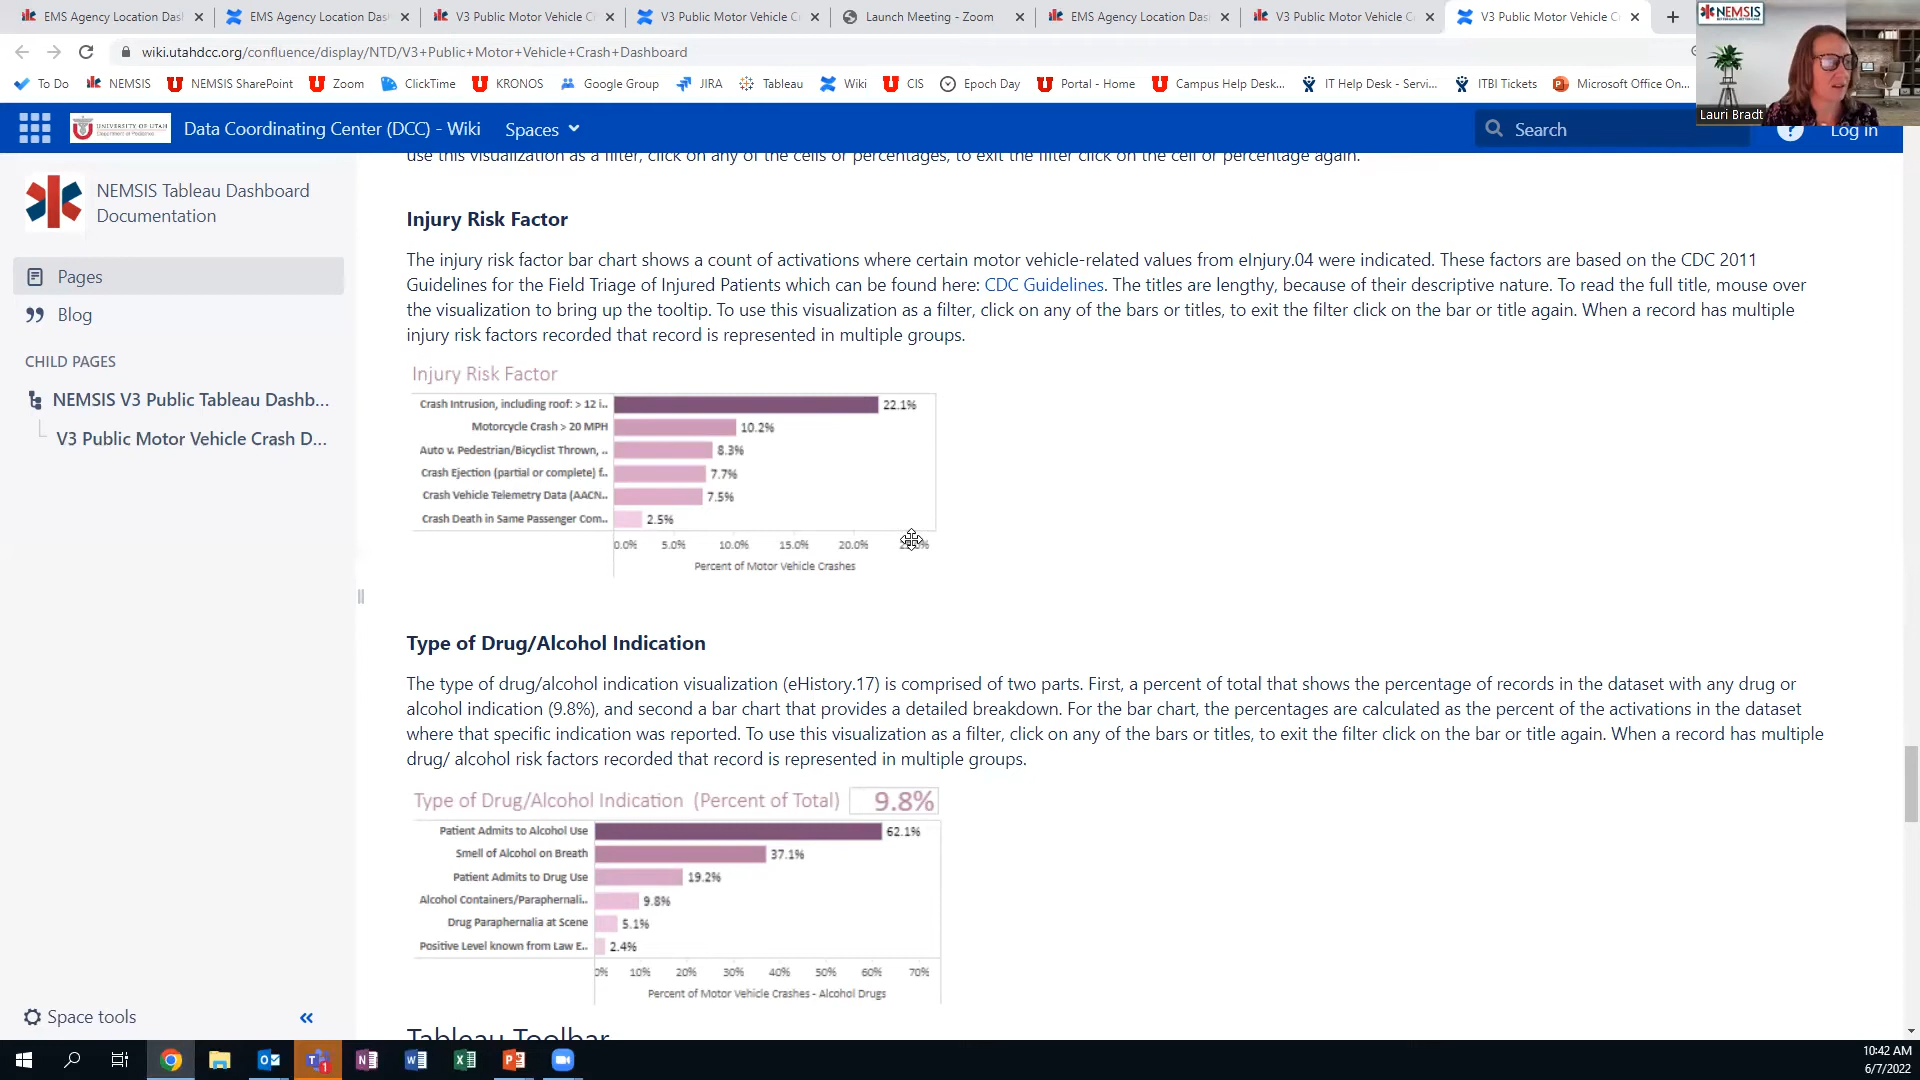 EMS Agency Location Das
EMS Agency Location Das
V3 Public Motor Vehicle C
V3 Public Motor Vehicle C
Launch Meeting - Zoom
EMS Agency Location Das
V3 Public Motor Vehicle C
V3 Public Motor Vehicle C
NEMSIS
wiki.utahdcc.org/confluence/display/NTD/V3+Public+Motor+Vehicle+Crash+Dashboard
To Do
NEMSIS
NEMSIS SharePoint
Zoom
ClickTime
KRONOS
Google Group
JIRA
Tableau
Wiki
CIS
Epoch Day
Portal - Home
Campus Help Desk...
IT Help Desk - Servi...
ITBI Tickets
Microsoft Office On...
Lauri Bradt
UNIVERSITY OF UTAH
Data Coordinating Center (DCC) - Wiki
Spaces
Search
Log in
NEMSIS Tableau Dashboard
Documentation
Pages
Blog
CHILD PAGES
NEMSIS V3 Public Tableau Dashb...
V3 Public Motor Vehicle Crash D...
Space tools
use this visualization as a filter, click on any of the cells or percentages, to exit the filter click on the cell or percentage again.
Injury Risk Factor
The injury risk factor bar chart shows a count of activations where certain motor vehicle-related values from eInjury.04 were indicated. These factors are based on the CDC 2011
Guidelines for the Field Triage of Injured Patients which can be found here: CDC Guidelines. The titles are lengthy, because of their descriptive nature. To read the full title, mouse over
the visualization to bring up the tooltip. To use this visualization as a filter, click on any of the bars or titles, to exit the filter click on the bar or title again. When a record has multiple
injury risk factors recorded that record is represented in multiple groups.
Injury Risk Factor
Crash Intrusion, including roof: > 12 i.. 22.1%
Motorcycle Crash > 20 MPH 10.2%
Auto v. Pedestrian/Bicyclist Thrown, .. 8.3%
Crash Ejection (partial or complete) f.. 7.7%
Crash Vehicle Telemetry Data (AACN.. 7.5%
Crash Death in Same Passenger Com.. 2.5%
0.0% 5.0% 10.0% 15.0% 20.0%
Percent of Motor Vehicle Crashes
Type of Drug/Alcohol Indication
The type of drug/alcohol indication visualization (eHistory.17) is comprised of two parts. First, a percent of total that shows the percentage of records in the dataset with any drug or
alcohol indication (9.8%), and second a bar chart that provides a detailed breakdown. For the bar chart, the percentages are calculated as the percent of the activations in the dataset
where that specific indication was reported. To use this visualization as a filter, click on any of the bars or titles, to exit the filter click on the bar or title again. When a record has multiple
drug/ alcohol risk factors recorded that record is represented in multiple groups.
Type of Drug/Alcohol Indication (Percent of Total) 9.8%
Patient Admits to Alcohol Use 62.1%
Smell of Alcohol on Breath 37.1%
Patient Admits to Drug Use 19.2%
Alcohol Containers/Paraphernali.. 9.8%
Drug Paraphernalia at Scene 5.1%
Positive Level known from Law E.. 2.4%
0% 10% 20% 30% 40% 50% 60% 70%
Percent of Motor Vehicle Crashes - Alcohol Drugs
Tableau Toolbar
10:42 AM
6/7/2022